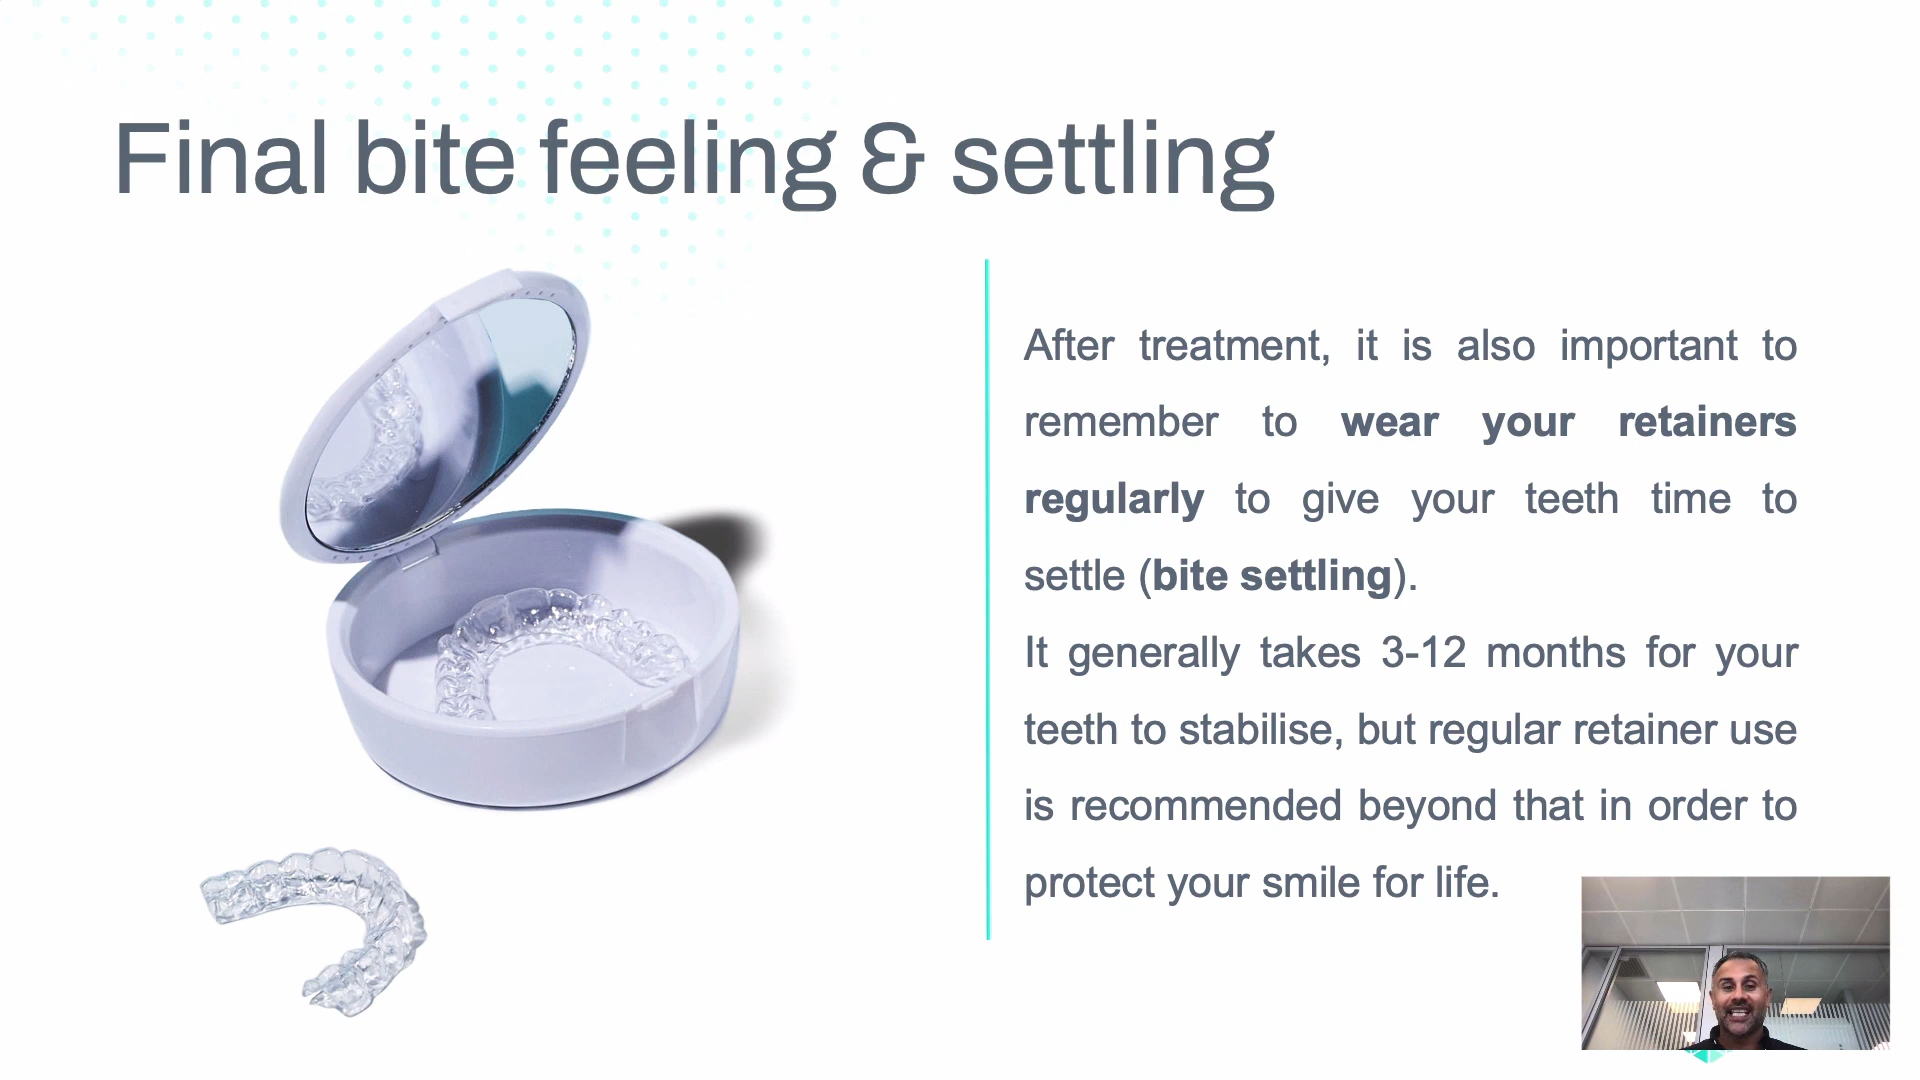 Final bite feeling & settling
After treatment, it is also important to
remember to wear your retainers
regularly to give your teeth time to
settle (bite settling).
It generally takes 3-12 months for your
teeth to stabilise, but regular retainer use
is recommended beyond that in order to
protect your smile for life.